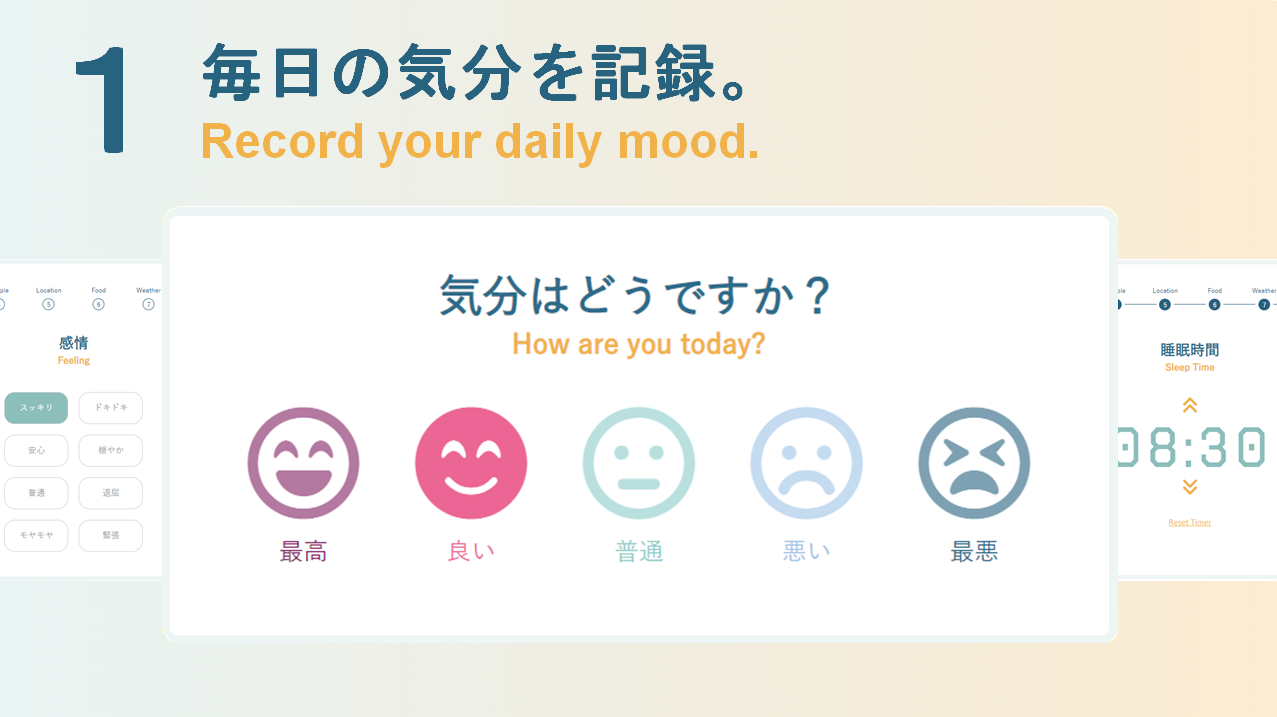 1
毎日の気分を記録。
Record your daily mood.
気分はどうですか？
How are you today?
最高
良い
普通
悪い
最悪
Location
Food
Weather
5
6
7
感情
Feeling
スッキリ
ドキドキ
安心
穏やか
普通
退屈
モヤモヤ
緊張
Location
Food
Weather
5
6
7
睡眠時間
Sleep Time
08:30
Reset Timer